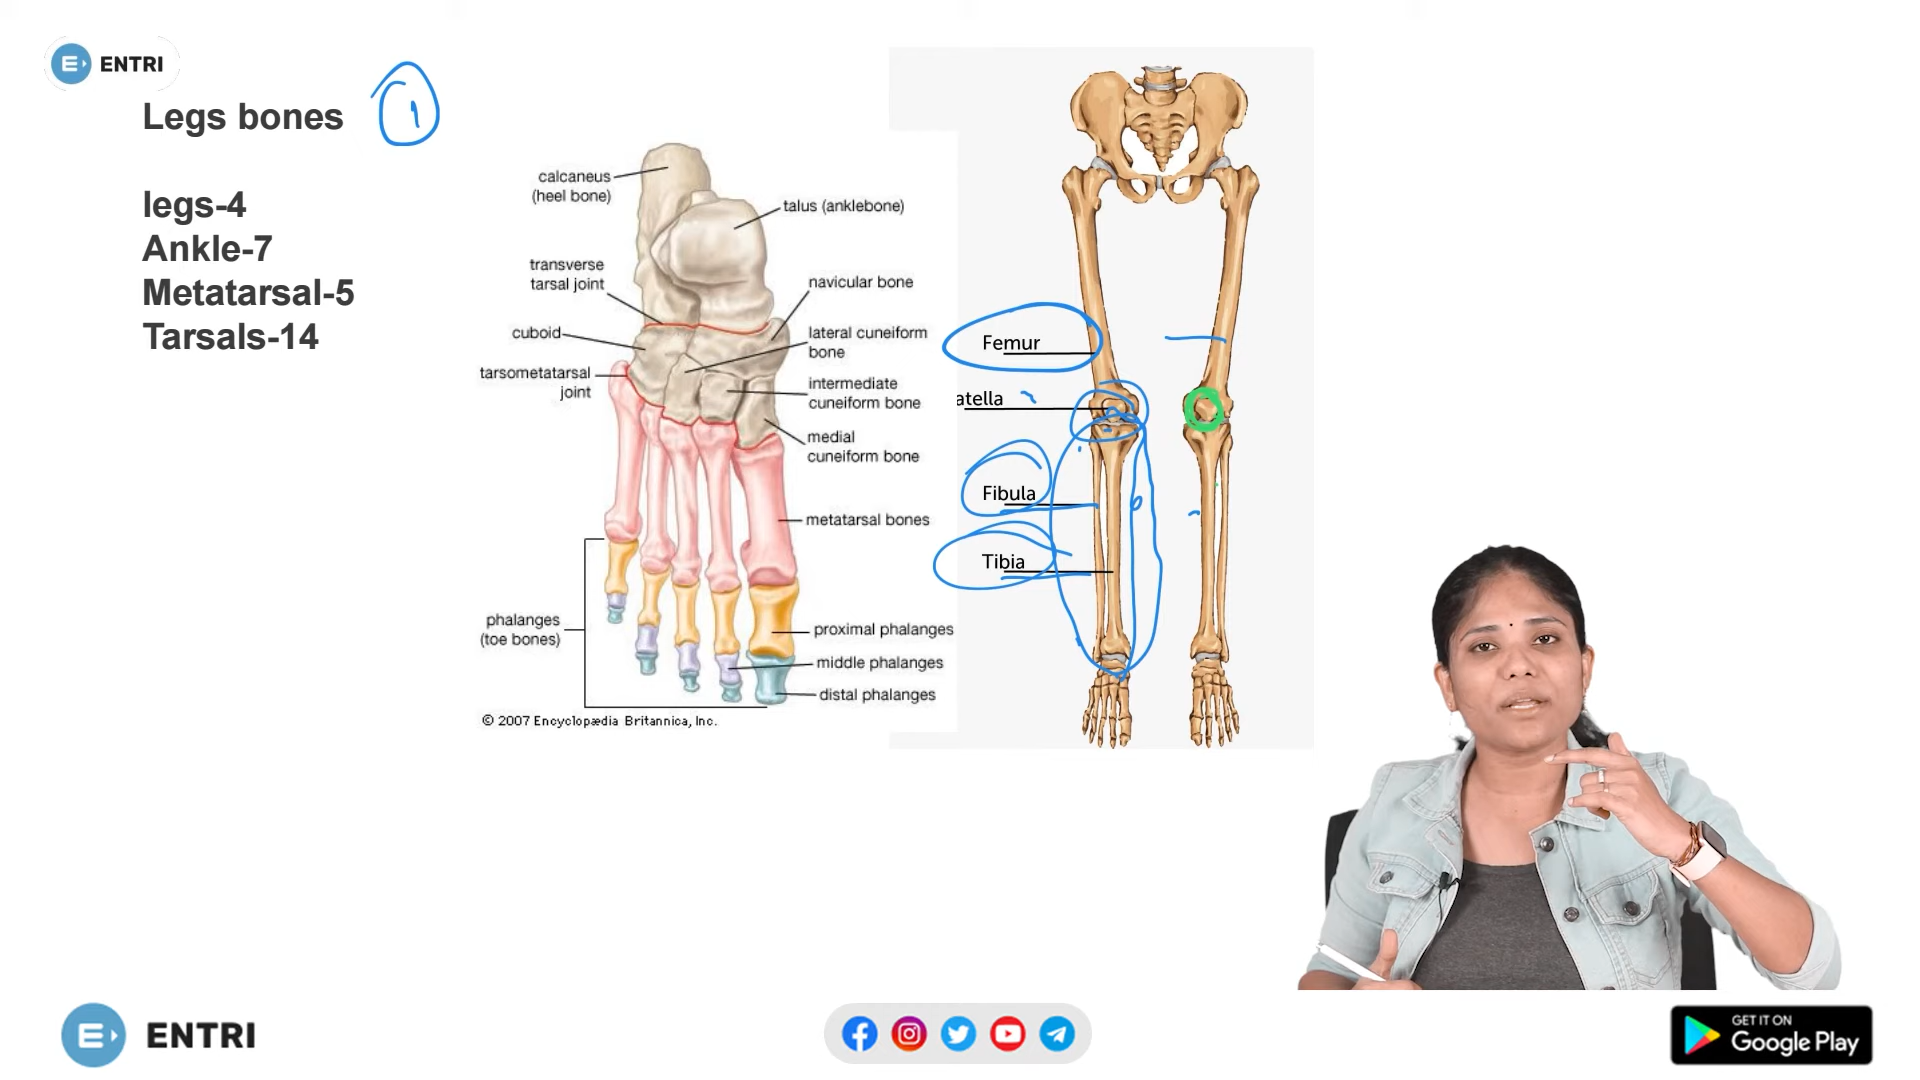 ENTRI
Legs bones
1
legs-4
Ankle-7
Metatarsal-5
Tarsals-14
calcaneus
(heel bone)
talus (anklebone)
transverse
tarsal joint
navicular bone
cuboid
lateral cuneiform
bone
tarsometatarsal
joint
intermediate
cuneiform bone
medial
cuneiform bone
metatarsal bones
phalanges
(toe bones)
proximal phalanges
middle phalanges
distal phalanges
© 2007 Encyclopædia Britannica, Inc.
Femur
atella
Fibula
Tibia
ENTRI
GET IT ON
Google Play